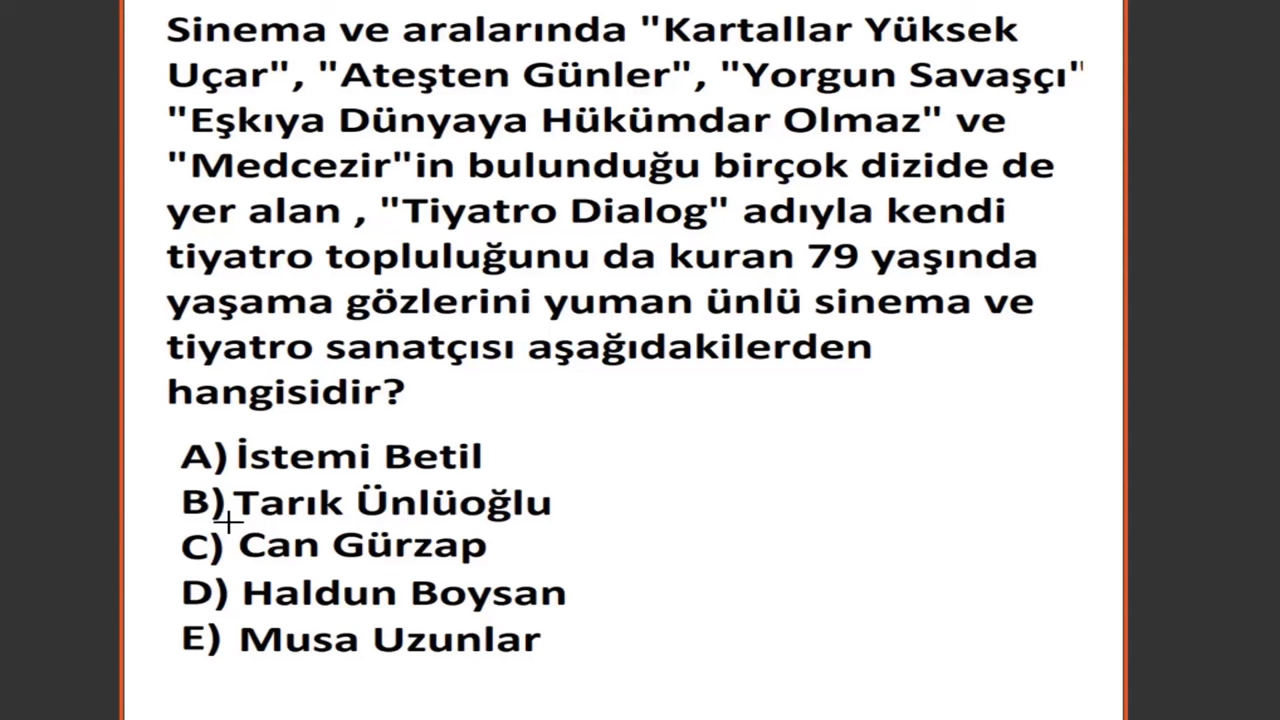 Sinema ve aralarında "Kartallar Yüksek
Uçar", "Ateşten Günler", "Yorgun Savaşçı"
"Eşkıya Dünyaya Hükümdar Olmaz" ve
"Medcezir"in bulunduğu birçok dizide de
yer alan , "Tiyatro Dialog" adıyla kendi
tiyatro topluluğunu da kuran 79 yaşında
yaşama gözlerini yuman ünlü sinema ve
tiyatro sanatçısı aşağıdakilerden
hangisidir?
A) İstemi Betil
B) Tarık Ünlüoğlu
C) Can Gürzap
D) Haldun Boysan
E) Musa Uzunlar